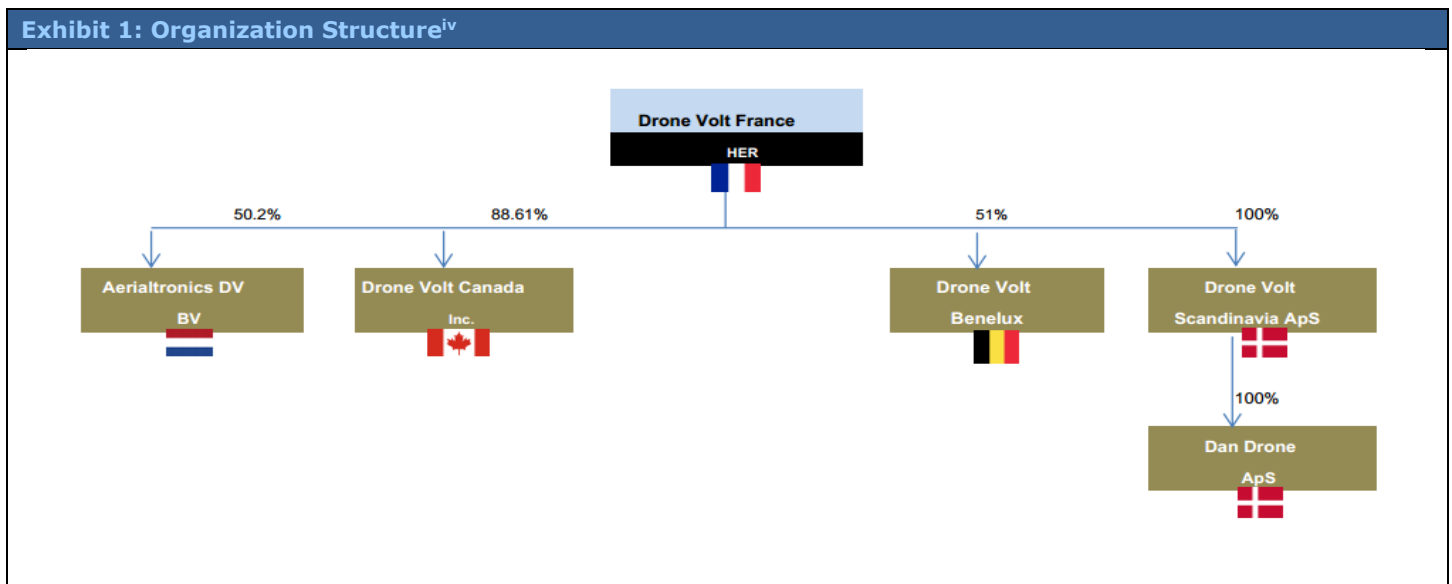 Exhibit 1: Organization Structureiv
Drone Volt France
HER
50.2%
88.61%
51%
100%
Aerialtronics DV
BV
Drone Volt Canada
Inc.
Drone Volt
Benelux
Drone Volt
Scandinavia ApS
100%
Dan Drone
ApS